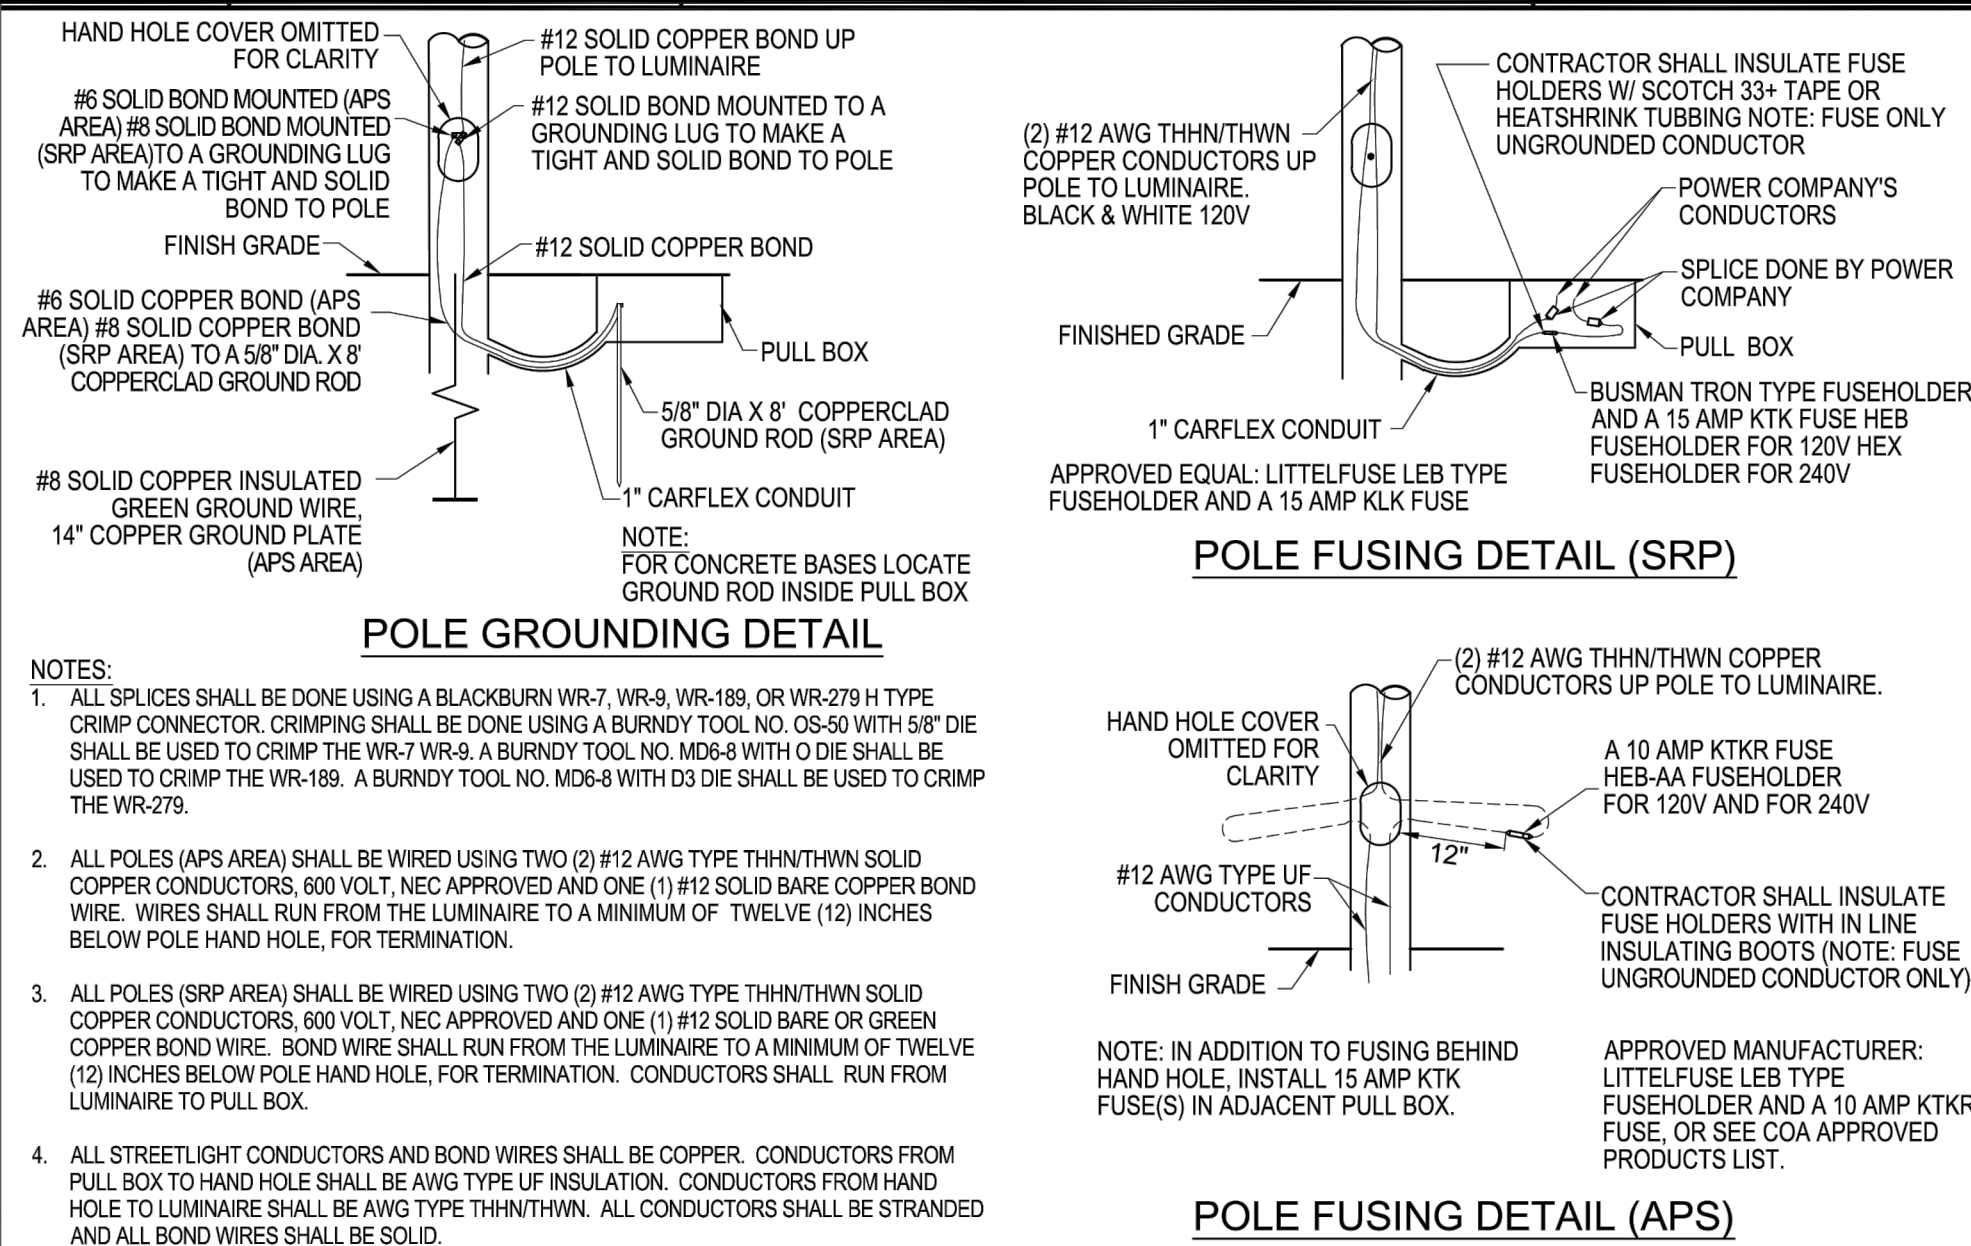 HAND HOLE COVER OMITTED
FOR CLARITY
#12 SOLID COPPER BOND UP
POLE TO LUMINAIRE
#6 SOLID BOND MOUNTED (APS
AREA) #8 SOLID BOND MOUNTED
(SRP AREA)TO A GROUNDING LUG
TO MAKE A TIGHT AND SOLID
BOND TO POLE
#12 SOLID BOND MOUNTED TO A
GROUNDING LUG TO MAKE A
TIGHT AND SOLID BOND TO POLE
FINISH GRADE
#12 SOLID COPPER BOND
#6 SOLID COPPER BOND (APS
AREA) #8 SOLID COPPER BOND
(SRP AREA) TO A 5/8" DIA. X 8'
COPPERCLAD GROUND ROD
PULL BOX
5/8" DIA X 8' COPPERCLAD
GROUND ROD (SRP AREA)
#8 SOLID COPPER INSULATED
GREEN GROUND WIRE,
14" COPPER GROUND PLATE
(APS AREA)
1" CARFLEX CONDUIT
NOTE:
FOR CONCRETE BASES LOCATE
GROUND ROD INSIDE PULL BOX
POLE GROUNDING DETAIL
NOTES:
1. ALL SPLICES SHALL BE DONE USING A BLACKBURN WR-7, WR-9, WR-189, OR WR-279 H TYPE
CRIMP CONNECTOR. CRIMPING SHALL BE DONE USING A BURNDY TOOL NO. OS-50 WITH 5/8" DIE
SHALL BE USED TO CRIMP THE WR-7 WR-9. A BURNDY TOOL NO. MD6-8 WITH O DIE SHALL BE
USED TO CRIMP THE WR-189. A BURNDY TOOL NO. MD6-8 WITH D3 DIE SHALL BE USED TO CRIMP
THE WR-279.
2. ALL POLES (APS AREA) SHALL BE WIRED USING TWO (2) #12 AWG TYPE THHN/THWN SOLID
COPPER CONDUCTORS, 600 VOLT, NEC APPROVED AND ONE (1) #12 SOLID BARE COPPER BOND
WIRE. WIRES SHALL RUN FROM THE LUMINAIRE TO A MINIMUM OF TWELVE (12) INCHES
BELOW POLE HAND HOLE, FOR TERMINATION.
3. ALL POLES (SRP AREA) SHALL BE WIRED USING TWO (2) #12 AWG TYPE THHN/THWN SOLID
COPPER CONDUCTORS, 600 VOLT, NEC APPROVED AND ONE (1) #12 SOLID BARE OR GREEN
COPPER BOND WIRE. BOND WIRE SHALL RUN FROM THE LUMINAIRE TO A MINIMUM OF TWELVE
(12) INCHES BELOW POLE HAND HOLE, FOR TERMINATION. CONDUCTORS SHALL RUN FROM
LUMINAIRE TO PULL BOX.
4. ALL STREETLIGHT CONDUCTORS AND BOND WIRES SHALL BE COPPER. CONDUCTORS FROM
PULL BOX TO HAND HOLE SHALL BE AWG TYPE UF INSULATION. CONDUCTORS FROM HAND
HOLE TO LUMINAIRE SHALL BE AWG TYPE THHN/THWN. ALL CONDUCTORS SHALL BE STRANDED
AND ALL BOND WIRES SHALL BE SOLID.
CONTRACTOR SHALL INSULATE FUSE
HOLDERS W/ SCOTCH 33+ TAPE OR
HEATSHRINK TUBBING NOTE: FUSE ONLY
UNGROUNDED CONDUCTOR
(2) #12 AWG THHN/THWN
COPPER CONDUCTORS UP
POLE TO LUMINAIRE.
BLACK & WHITE 120V
POWER COMPANY'S
CONDUCTORS
SPLICE DONE BY POWER
COMPANY
FINISHED GRADE
PULL BOX
BUSMAN TRON TYPE FUSEHOLDER
AND A 15 AMP KTK FUSE HEB
FUSEHOLDER FOR 120V HEX
FUSEHOLDER FOR 240V
1" CARFLEX CONDUIT
APPROVED EQUAL: LITTELFUSE LEB TYPE
FUSEHOLDER AND A 15 AMP KLK FUSE
POLE FUSING DETAIL (SRP)
(2) #12 AWG THHN/THWN COPPER
CONDUCTORS UP POLE TO LUMINAIRE.
HAND HOLE COVER
OMITTED FOR
CLARITY
A 10 AMP KTKR FUSE
HEB-AA FUSEHOLDER
FOR 120V AND FOR 240V
12"
#12 AWG TYPE UF
CONDUCTORS
CONTRACTOR SHALL INSULATE
FUSE HOLDERS WITH IN LINE
INSULATING BOOTS (NOTE: FUSE
UNGROUNDED CONDUCTOR ONLY)
FINISH GRADE
NOTE: IN ADDITION TO FUSING BEHIND
HAND HOLE, INSTALL 15 AMP KTK
FUSE(S) IN ADJACENT PULL BOX.
APPROVED MANUFACTURER:
LITTELFUSE LEB TYPE
FUSEHOLDER AND A 10 AMP KTKR
FUSE, OR SEE COA APPROVED
PRODUCTS LIST.
POLE FUSING DETAIL (APS)